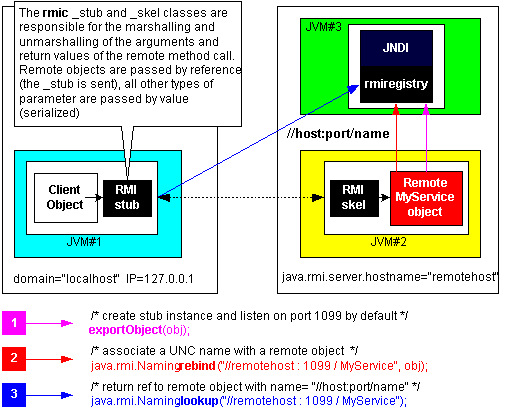 The rmic _stub and _skel classes are
responsible for the marshalling and
unmarshalling of the arguments and
return values of the remote method call.
Remote objects are passed by reference
(the _stub is sent), all other types of
parameter are passed by value
(serialized)
JVM#3
JNDI
rmiregistry
//host:port/name
Client
Object
RMI
stub
JVM#1
RMI
skel
Remote
MyService
object
JVM#2
domain="localhost" IP=127.0.0.1
java.rmi.server.hostname="remotehost"
1
/* create stub instance and listen on port 1099 by default */
exportObject(obj);
2
/* associate a UNC name with a remote object */
java.rmi.Naming.rebind("//remotehost : 1099 / MyService", obj);
3
/* return ref to remote object with name= "//host:port/name" */
java.rmi.Naming.lookup("//remotehost : 1099 / MyService");